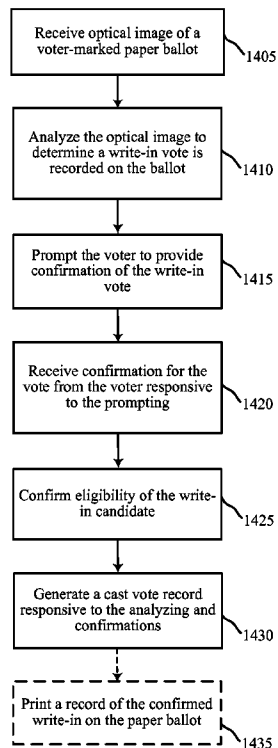 Receive optical image of a
voter-marked paper ballot
1405
Analyze the optical image to
determine a write-in vote is
recorded on the ballot
1410
Prompt the voter to provide
confirmation of the write-in
vote
1415
Receive confirmation for the
vote from the voter responsive
to the prompting
1420
Confirm eligibility of the write-
in candidate
1425
Generate a cast vote record
responsive to the analyzing and
confirmations
1430
Print a record of the confirmed
write-in on the paper ballot
1435